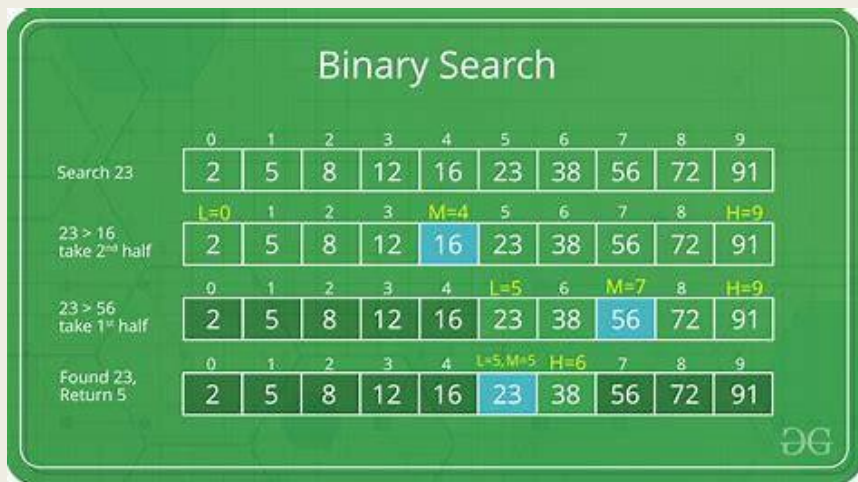 Binary Search
0 1 2 3 4 5 6 7 8 9
Search 23 2 5 8 12 16 23 38 56 72 91
L=0 1 2 3 M=4 5 6 7 8 H=9
23 > 16
take 2nd half 2 5 8 12 16 23 38 56 72 91
0 1 2 3 4 L=5 6 M=7 8 H=9
23 > 56
take 1st half 2 5 8 12 16 23 38 56 72 91
0 1 2 3 4 L=5, M=5 H=6 7 8 9
Found 23,
Return 5 2 5 8 12 16 23 38 56 72 91